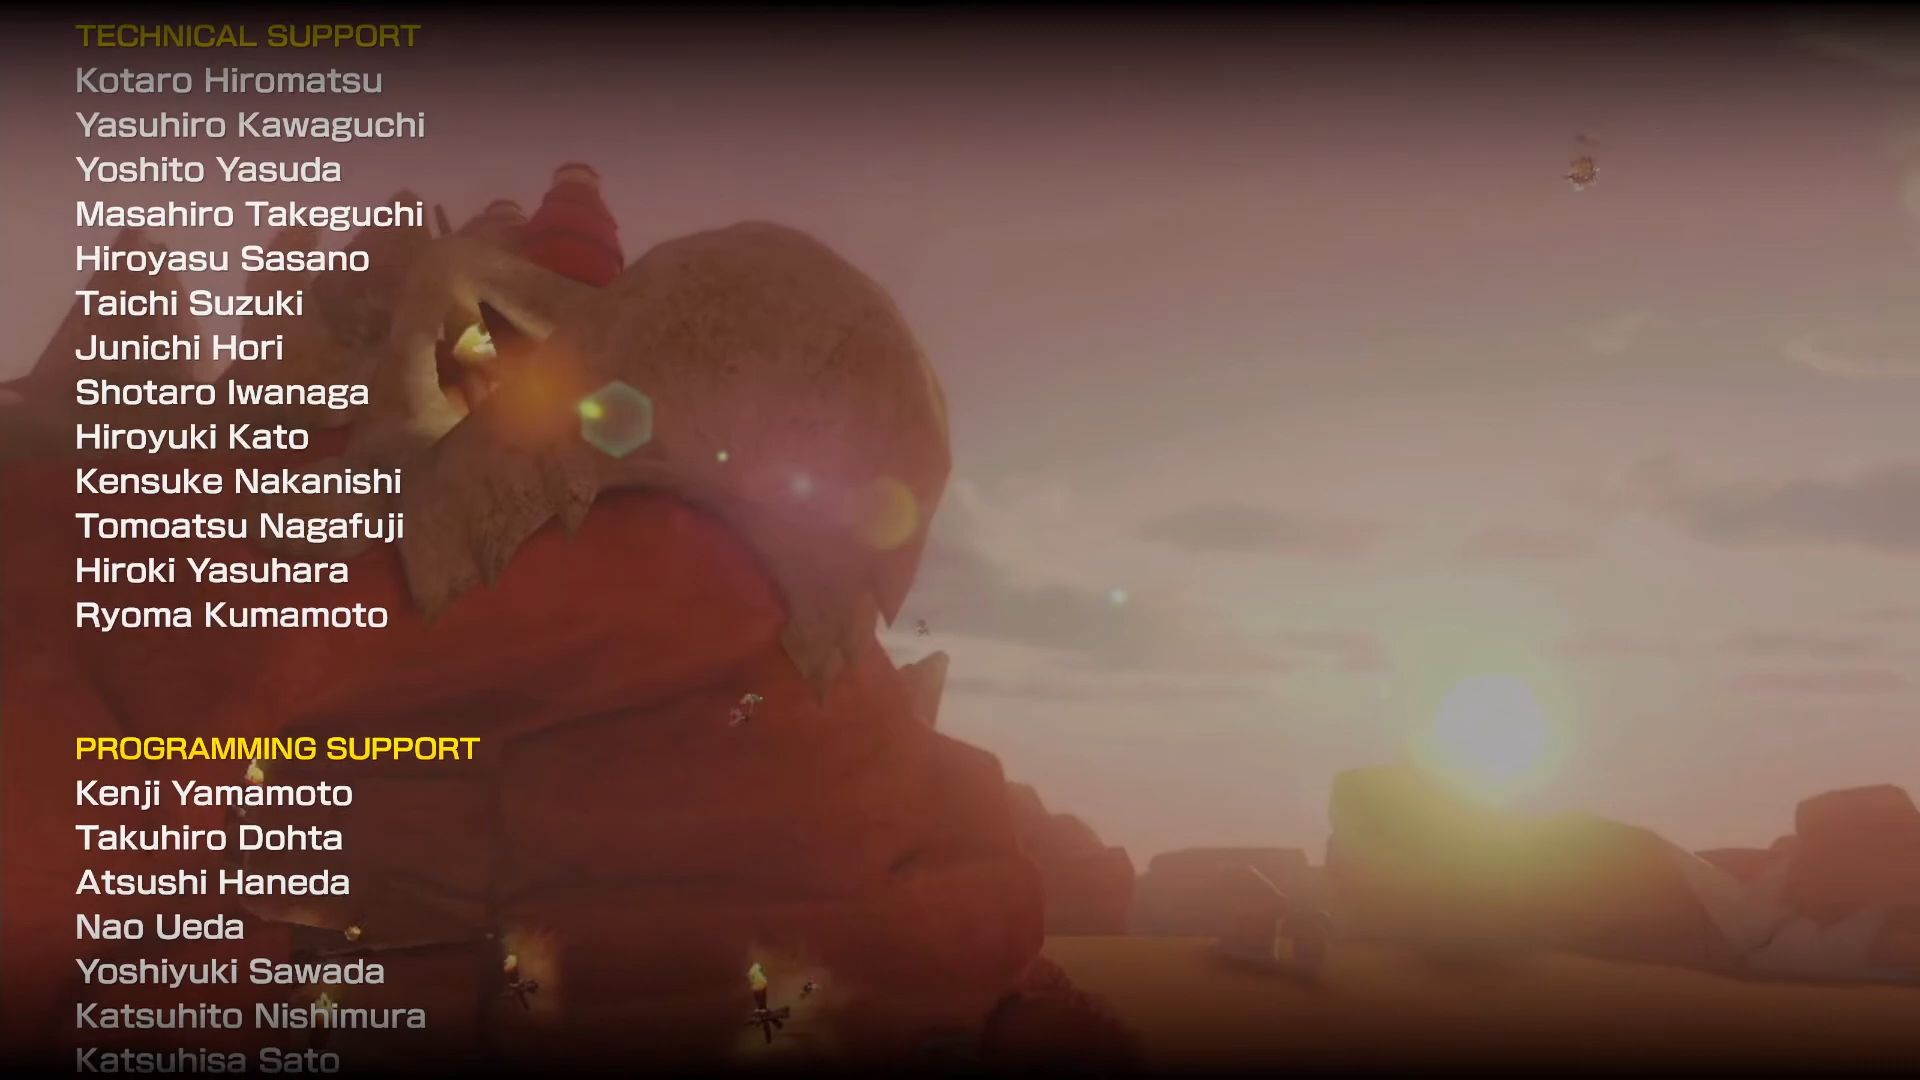 TECHNICAL SUPPORT
Kotaro Hiromatsu
Yasuhiro Kawaguchi
Yoshito Yasuda
Masahiro Takeguchi
Hiroyasu Sasano
Taichi Suzuki
Junichi Hori
Shotaro Iwanaga
Hiroyuki Kato
Kensuke Nakanishi
Tomoatsu Nagafuji
Hiroki Yasuhara
Ryoma Kumamoto
PROGRAMMING SUPPORT
Kenji Yamamoto
Takuhiro Dohta
Atsushi Haneda
Nao Ueda
Yoshiyuki Sawada
Katsuhito Nishimura
Katsuhisa Sato